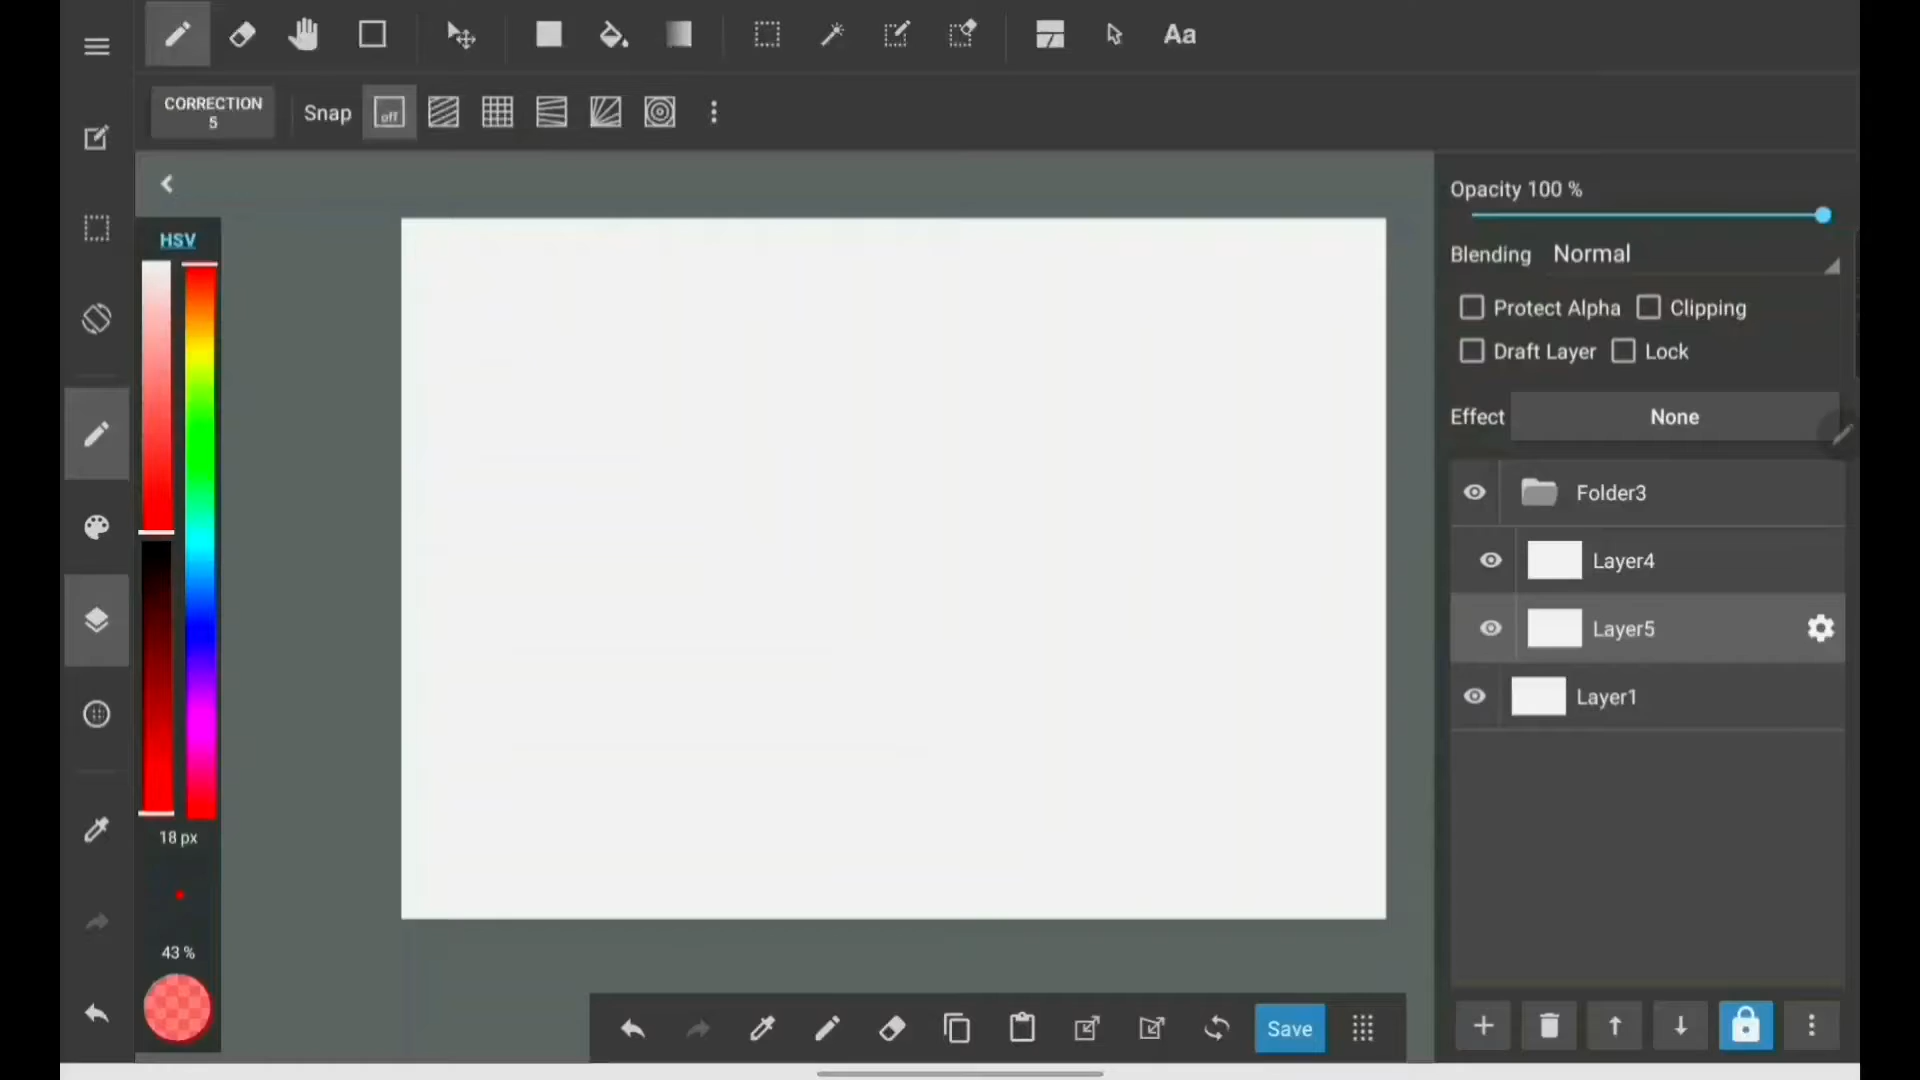 Aa
CORRECTION
5
Snap
off
HSV
18 px
43 %
Opacity 100 %
Blending Normal
Protect Alpha Clipping
Draft Layer Lock
Effect None
Folder3
Layer4
Layer5
Layer1
Save